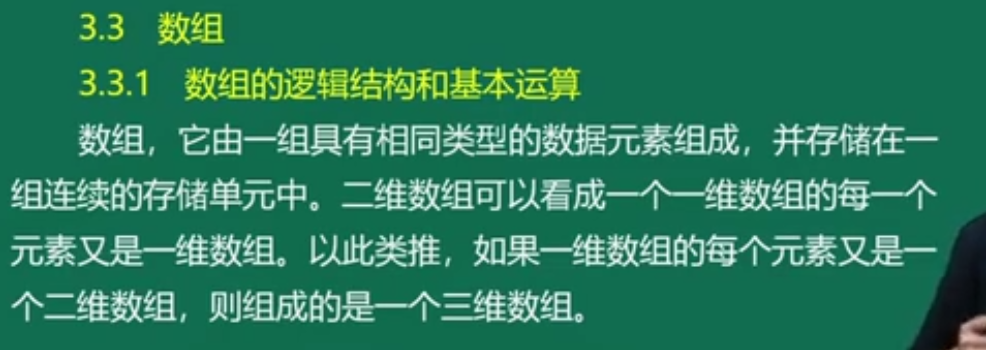 3.3 数组
3.3.1 数组的逻辑结构和基本运算
数组，它由一组具有相同类型的数据元素组成，并存储在一
组连续的存储单元中。二维数组可以看成一个一维数组的每一个
元素又是一维数组。以此类推，如果一维数组的每个元素又是一
个二维数组，则组成的是一个三维数组。